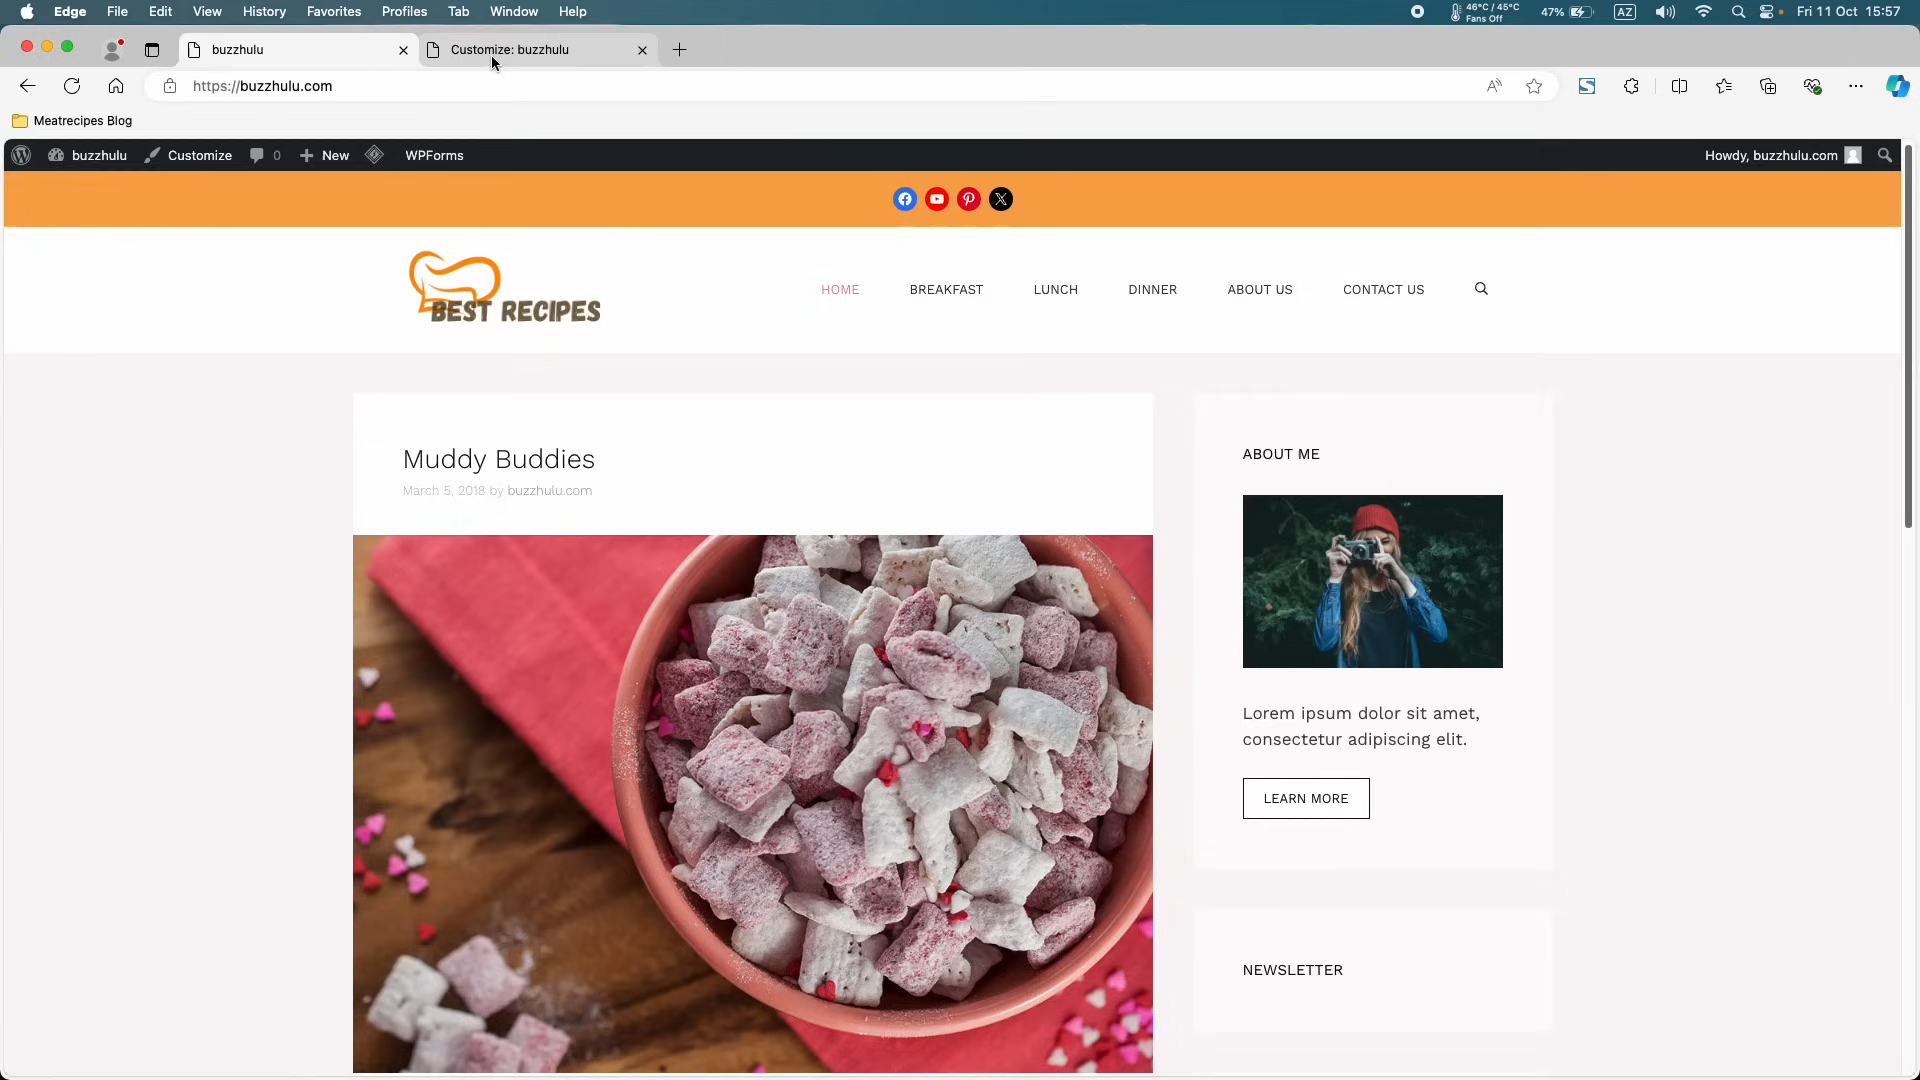 Edge File Edit View History Favorites Profiles Tab Window Help 46°C / 45°C Fans Off 47% AZ Fri 11 Oct 15:57
buzzhulu Customize: buzzhulu
https://buzzhulu.com
Meatrecipes Blog
buzzhulu Customize 0 New WPForms Howdy, buzzhulu.com
BEST RECIPES
HOME BREAKFAST LUNCH DINNER ABOUT US CONTACT US
Muddy Buddies
March 5, 2018 by buzzhulu.com
ABOUT ME
Lorem ipsum dolor sit amet,
consectetur adipiscing elit.
LEARN MORE
NEWSLETTER